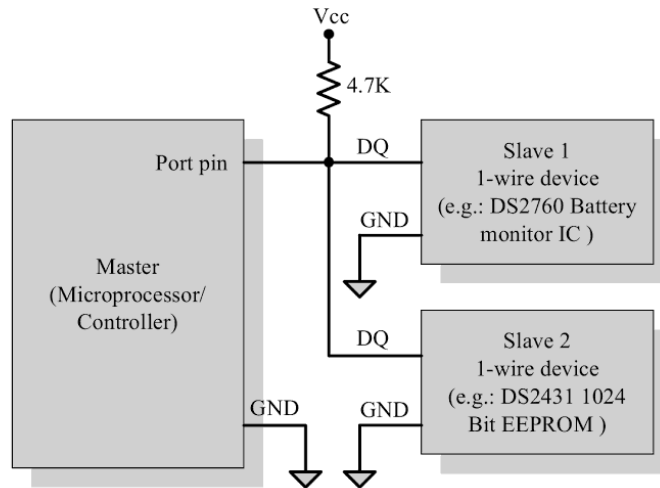 Vcc
4.7K
Port pin
DQ
Slave 1
1-wire device
(e.g.: DS2760 Battery
monitor IC )
GND
Master
(Microprocessor/
Controller)
DQ
Slave 2
1-wire device
(e.g.: DS2431 1024
Bit EEPROM )
GND
GND